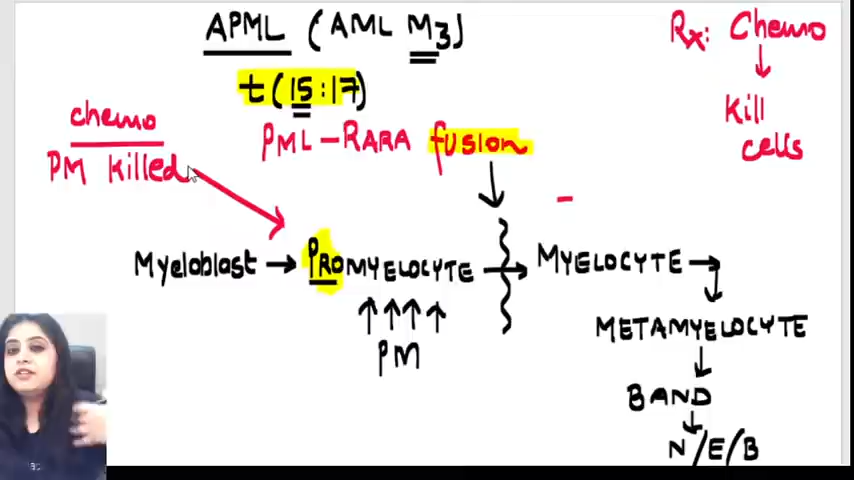 APML (AML M3)
t(15:17)
PML-RARA fusion
Rx: Chemo
Kill
cells
chemo
PM killed
Myeloblast → PROMYELOCYTE → MYELOCYTE →
PM
METAMYELOCYTE
BAND
N/E/B